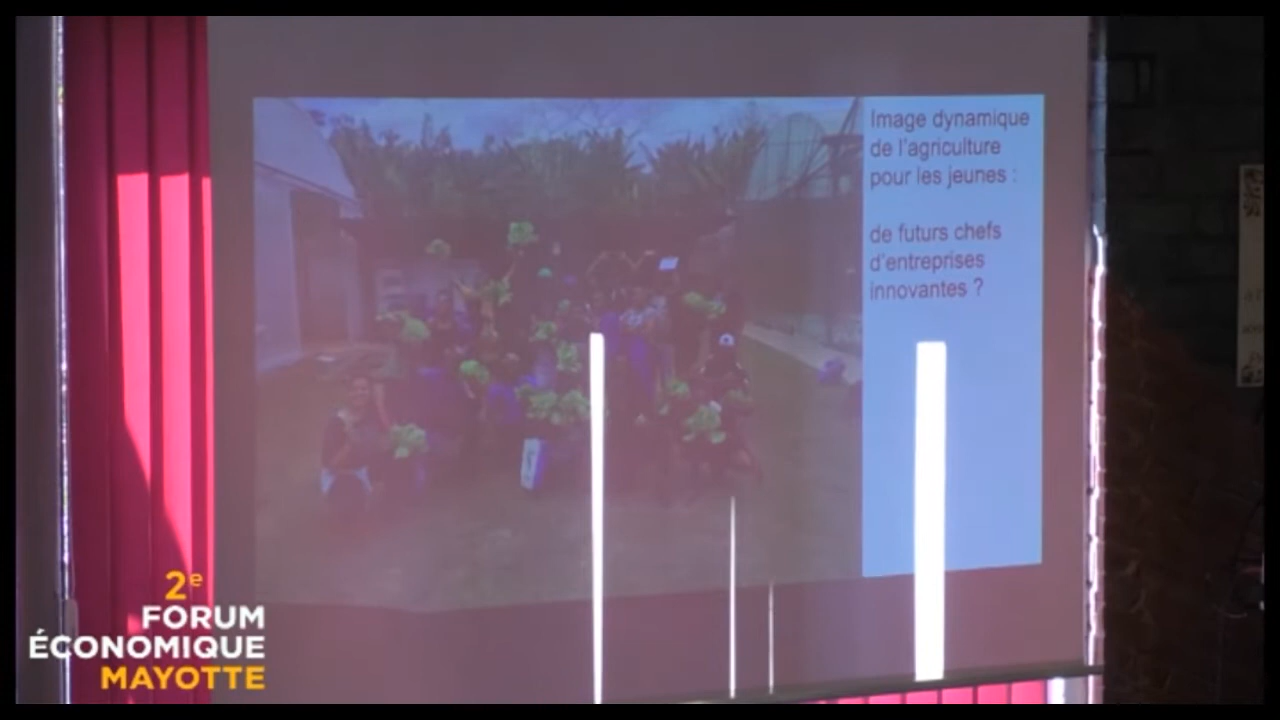 Image dynamique
de l'agriculture
pour les jeunes :
de futurs chefs
d'entreprises
innovantes ?
2e
FORUM
ÉCONOMIQUE
MAYOTTE